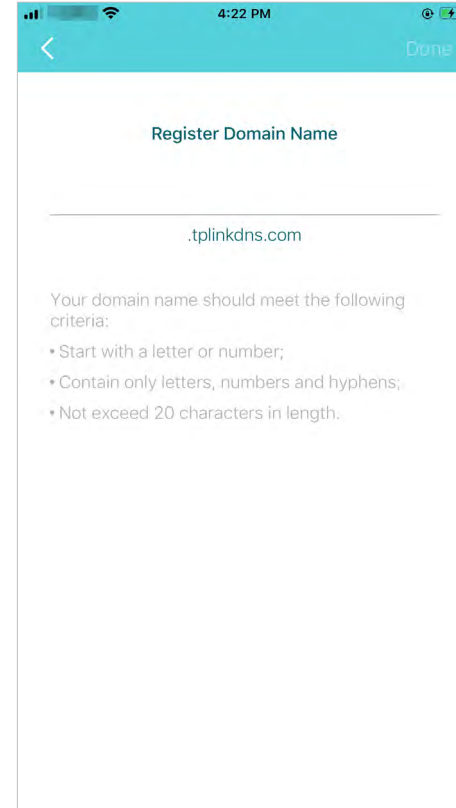 4:22 PM
Done
Register Domain Name
.tplinkdns.com
Your domain name should meet the following
criteria:
• Start with a letter or number;
• Contain only letters, numbers and hyphens;
• Not exceed 20 characters in length.